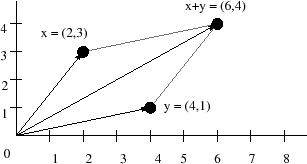 x+y = (6,4)
4
x = (2,3)
3
2
1
y = (4,1)
0
1 2 3 4 5 6 7 8